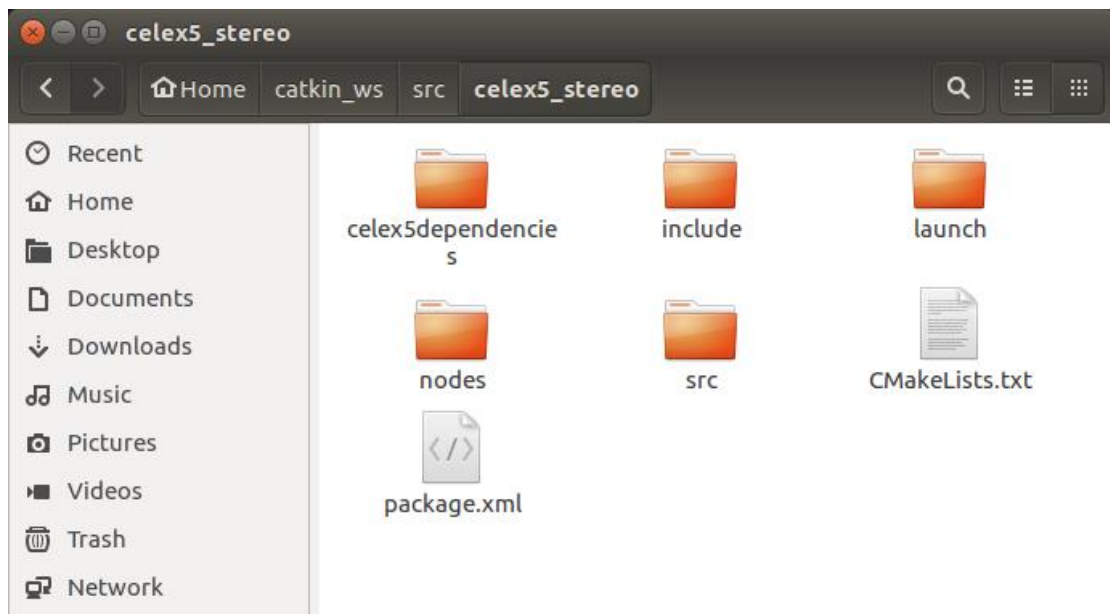 celex5_stereo
Home catkin_ws src celex5_stereo
Recent
Home
Desktop
Documents
Downloads
Music
Pictures
Videos
Trash
Network
celex5dependencie
s
include
launch
nodes
src
CMakeLists.txt
</>
package.xml